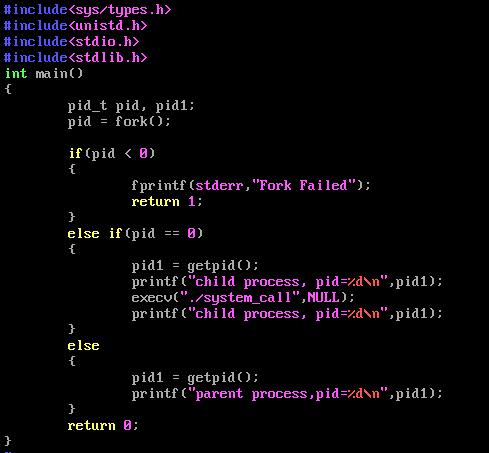 #include<sys/types.h>
#include<unistd.h>
#include<stdio.h>
#include<stdlib.h>
int main()
{
        pid_t pid, pid1;
        pid = fork();

        if(pid < 0)
        {
                fprintf(stderr,"Fork Failed");
                return 1;
        }
        else if(pid == 0)
        {
                pid1 = getpid();
                printf("child process, pid=%d\n",pid1);
                execv("./system_call",NULL);
                printf("child process, pid=%d\n",pid1);
        }
        else
        {
                pid1 = getpid();
                printf("parent process,pid=%d\n",pid1);
        }
        return 0;
}